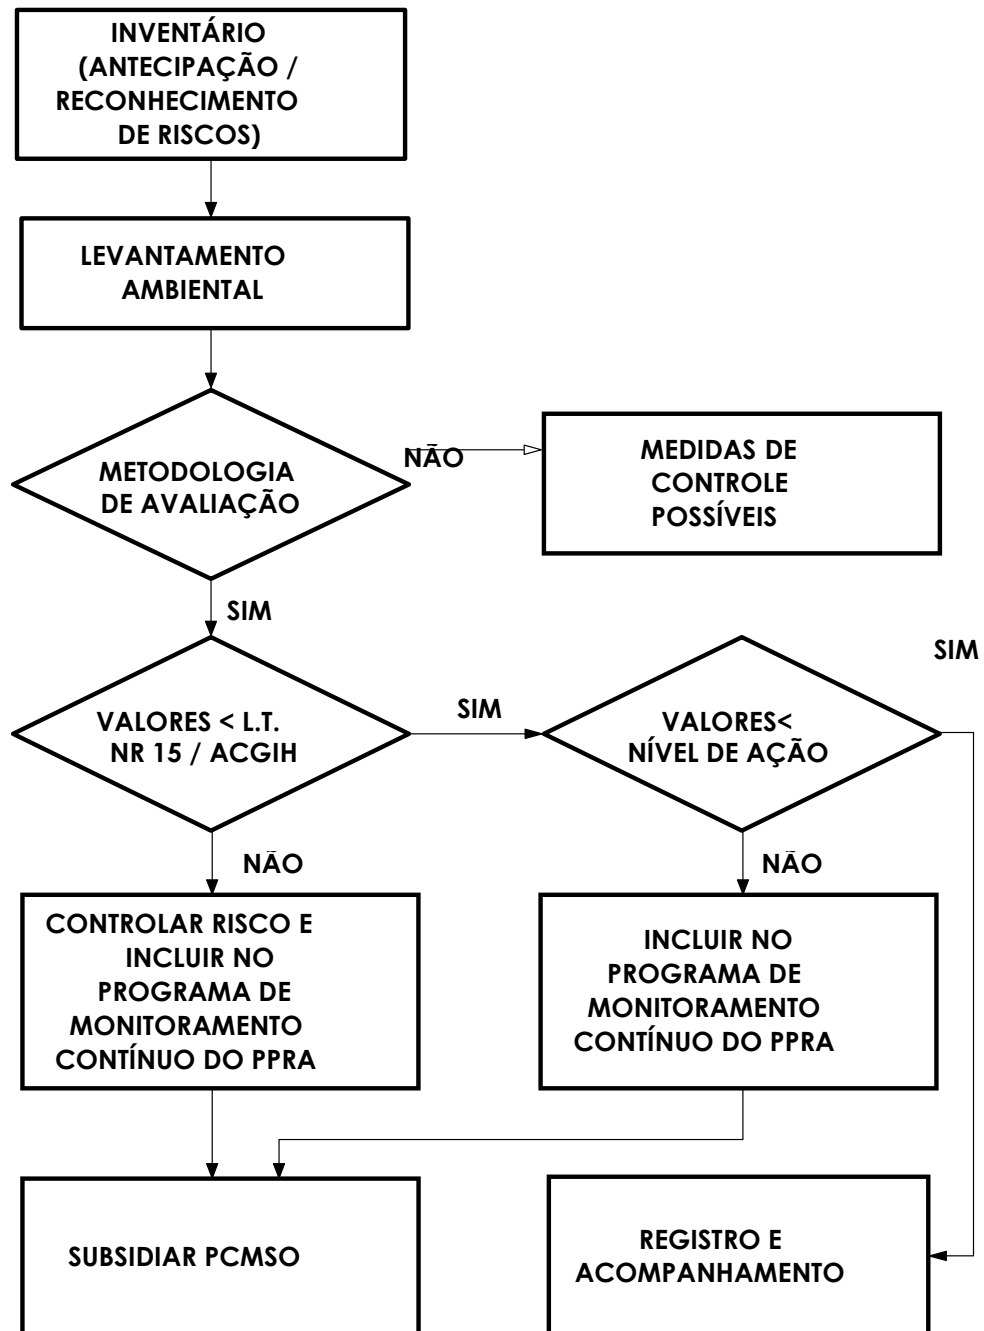 INVENTÁRIO
(ANTECIPAÇÃO /
RECONHECIMENTO
DE RISCOS)
LEVANTAMENTO
AMBIENTAL
METODOLOGIA
DE AVALIAÇÃO
NÃO
MEDIDAS DE
CONTROLE
POSSÍVEIS
SIM
VALORES < L.T.
NR 15 / ACGIH
SIM
VALORES<
NÍVEL DE AÇÃO
SIM
NÃO
NÃO
CONTROLAR RISCO E
INCLUIR NO
PROGRAMA DE
MONITORAMENTO
CONTÍNUO DO PPRA
INCLUIR NO
PROGRAMA DE
MONITORAMENTO
CONTÍNUO DO PPRA
SUBSIDIAR PCMSO
REGISTRO E
ACOMPANHAMENTO